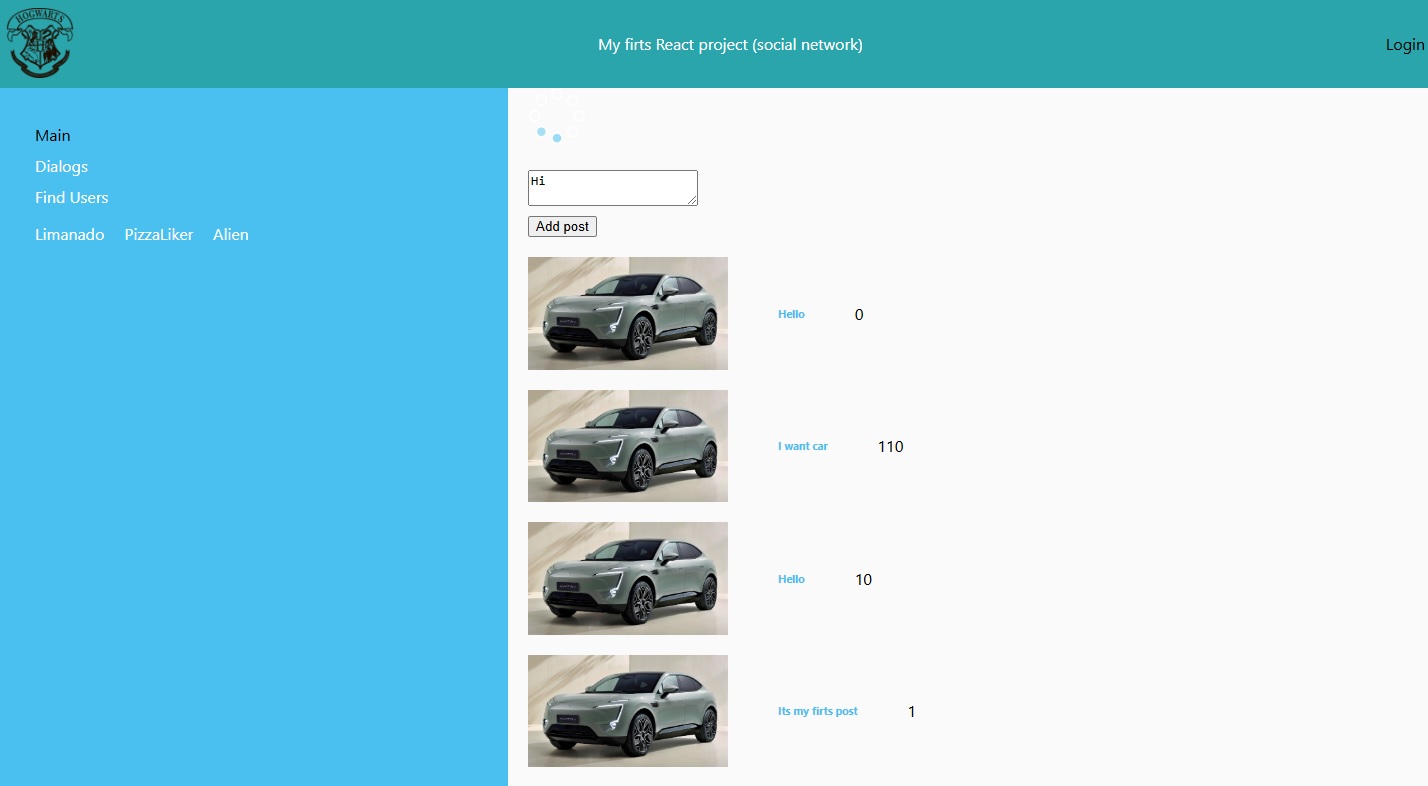 HOGWARTS
My firts React project (social network)
Login
Main
Dialogs
Find Users
Limanado PizzaLiker Alien
Hi
Add post
Hello 0
I want car 110
Hello 10
Its my firts post 1